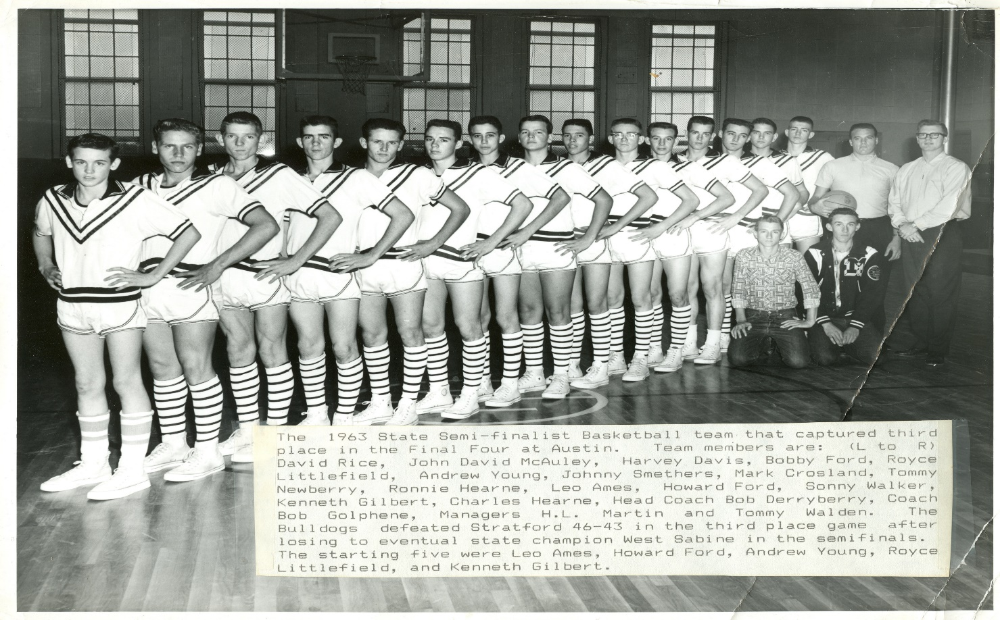 The 1963 State Semi-finalist Basketball team that captured third
place in the Final Four at Austin. Team members are: (L to R)
David Rice, John David McAuley, Harvey Davis, Bobby Ford, Royce
Littlefield, Andrew Young, Johnny Smethers, Mark Crosland, Tommy
Newberry, Ronnie Hearne, Leo Ames, Howard Ford, Sonny Walker,
Kenneth Gilbert, Charles Hearne, Head Coach Bob Derryberry, Coach
Bob Golphene, Managers H.L. Martin and Tommy Walden. The
Bulldogs defeated Stratford 46-43 in the third place game after
losing to eventual state champion West Sabine in the semifinals.
The starting five were Leo Ames, Howard Ford, Andrew Young, Royce
Littlefield, and Kenneth Gilbert.